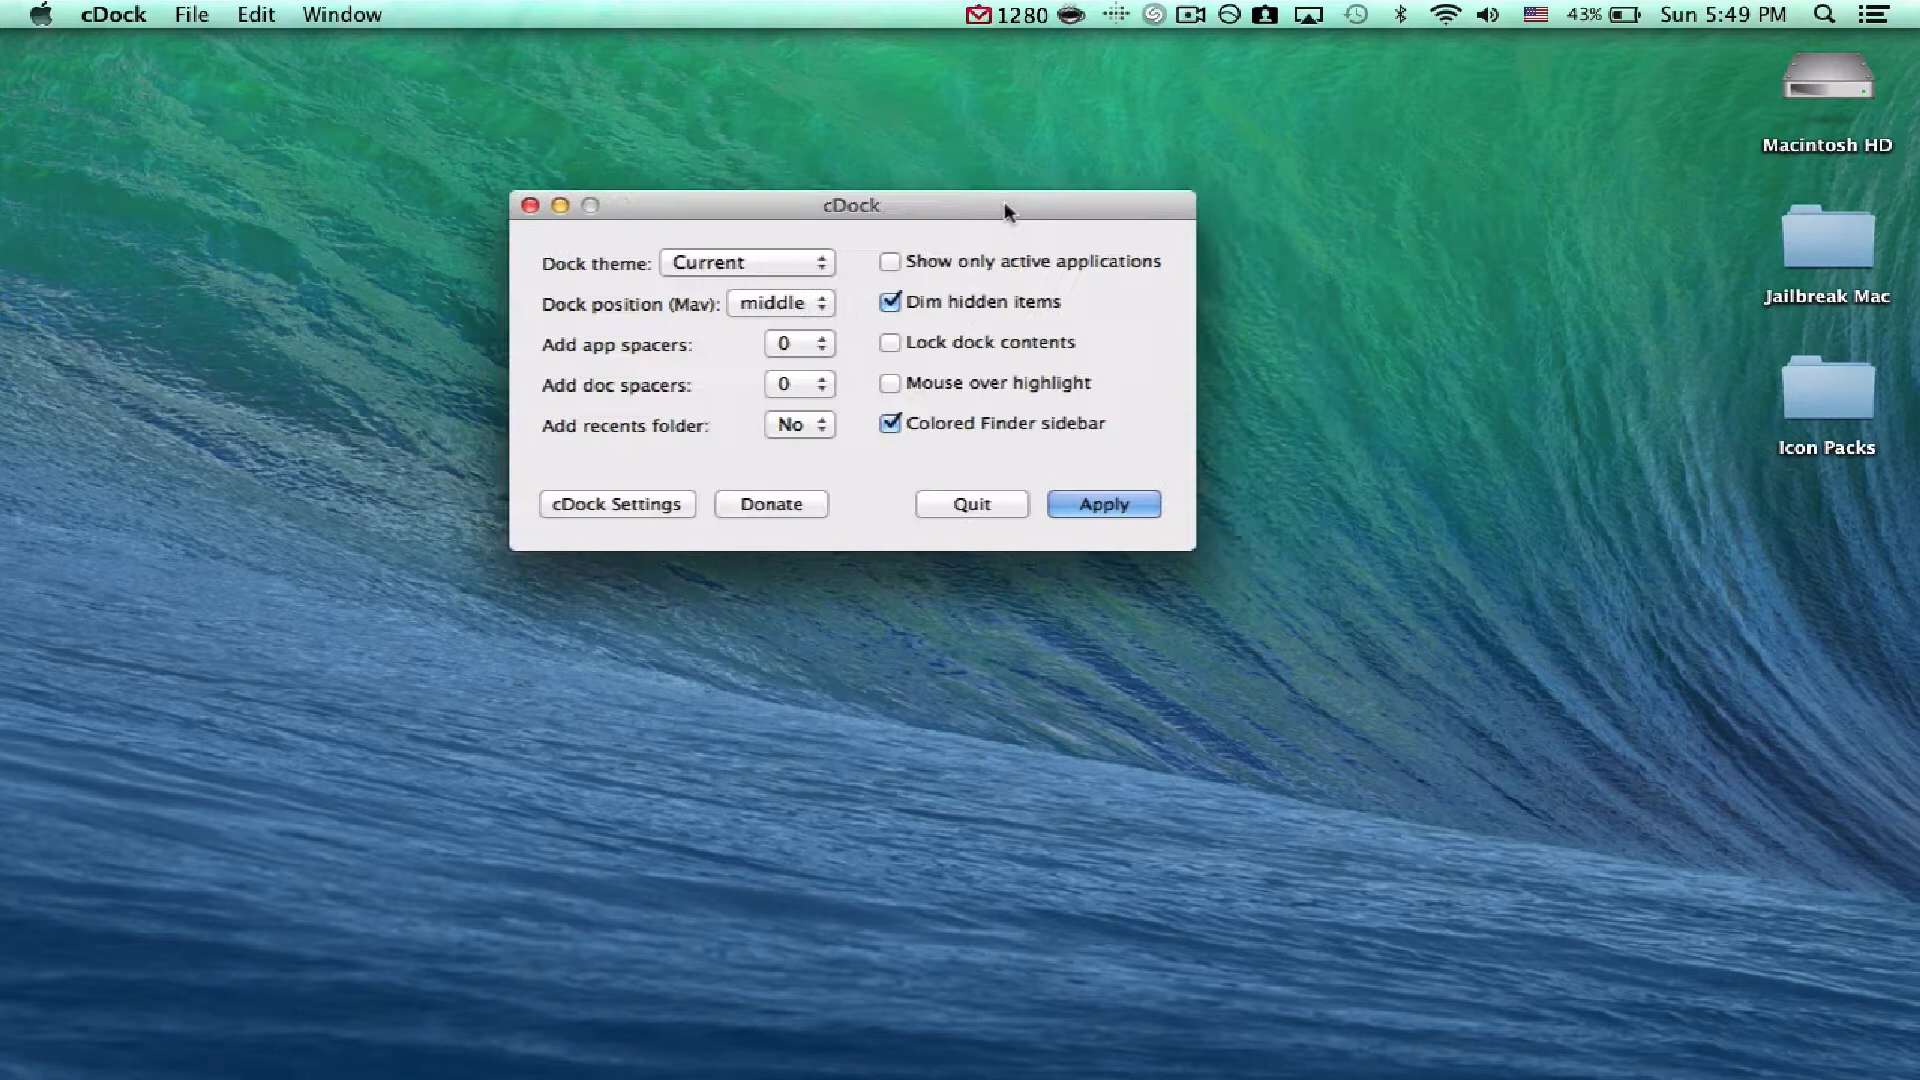 cDock File Edit Window 1280 43% Sun 5:49 PM
Macintosh HD
Jailbreak Mac
Icon Packs
cDock
Dock theme: Current
Dock position (Mav): middle
Add app spacers: 0
Add doc spacers: 0
Add recents folder: No
Show only active applications
Dim hidden items
Lock dock contents
Mouse over highlight
Colored Finder sidebar
cDock Settings Donate Quit Apply